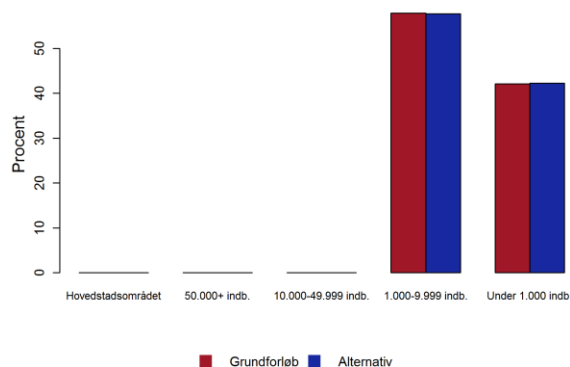 Procent
50
40
30
20
10
0
Hovedstadsområdet 50.000+ indb. 10.000-49.999 indb. 1.000-9.999 indb. Under 1.000 indb
Grundforløb Alternativ